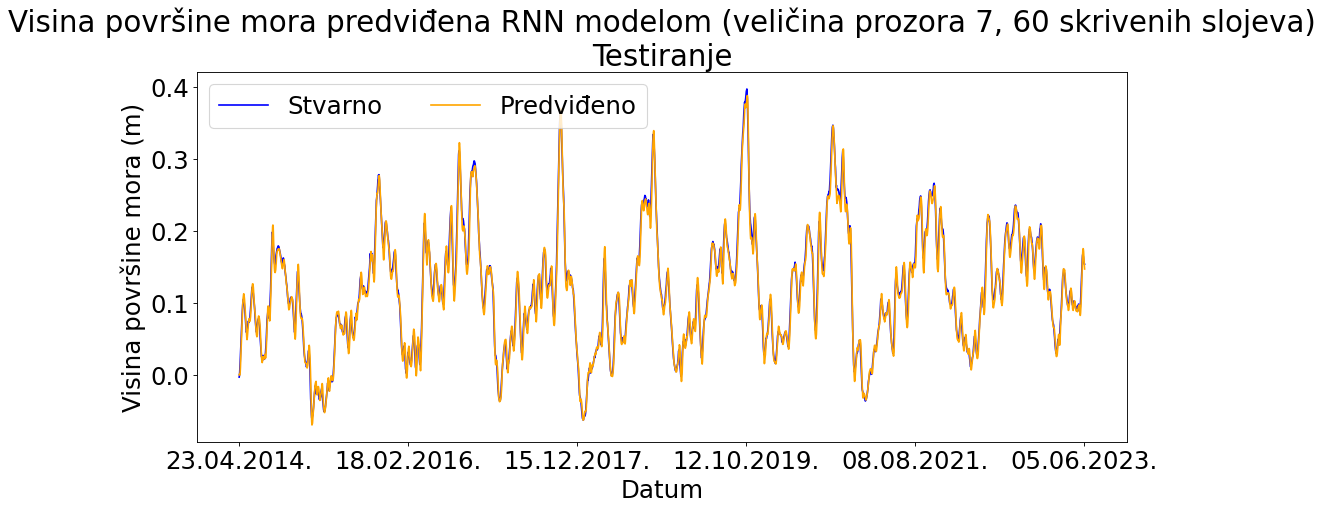 Visina površine mora predviđena RNN modelom (veličina prozora 7, 60 skrivenih slojeva)
Testiranje
Stvarno Predviđeno
Visina površine mora (m)
0.4
0.3
0.2
0.1
0.0
23.04.2014. 18.02.2016. 15.12.2017. 12.10.2019. 08.08.2021. 05.06.2023.
Datum